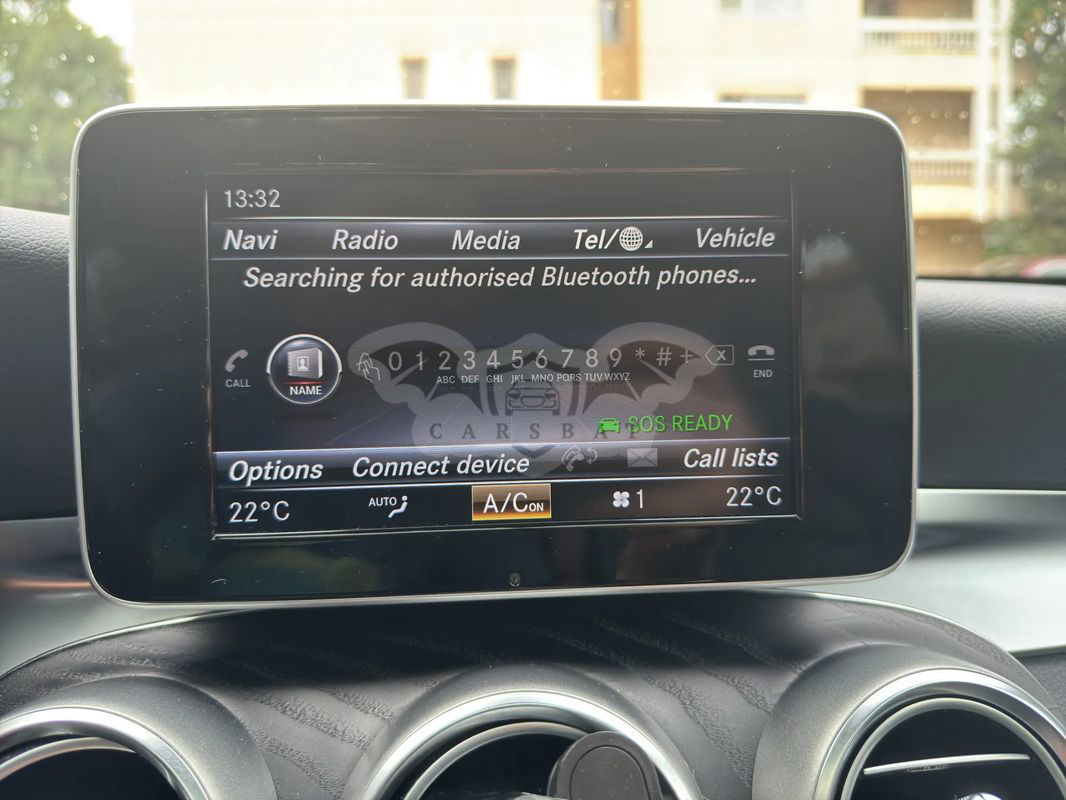 13:32
Navi Radio Media Tel/ Vehicle
Searching for authorised Bluetooth phones...
0 1 2 3 4 5 6 7 8 9 * # +
CALL NAME ABC DEF GHI JKL MNO PQRS TUV WXYZ END
SOS READY
CARSBAT
Options Connect device Call lists
22°C AUTO A/C ON 1 22°C